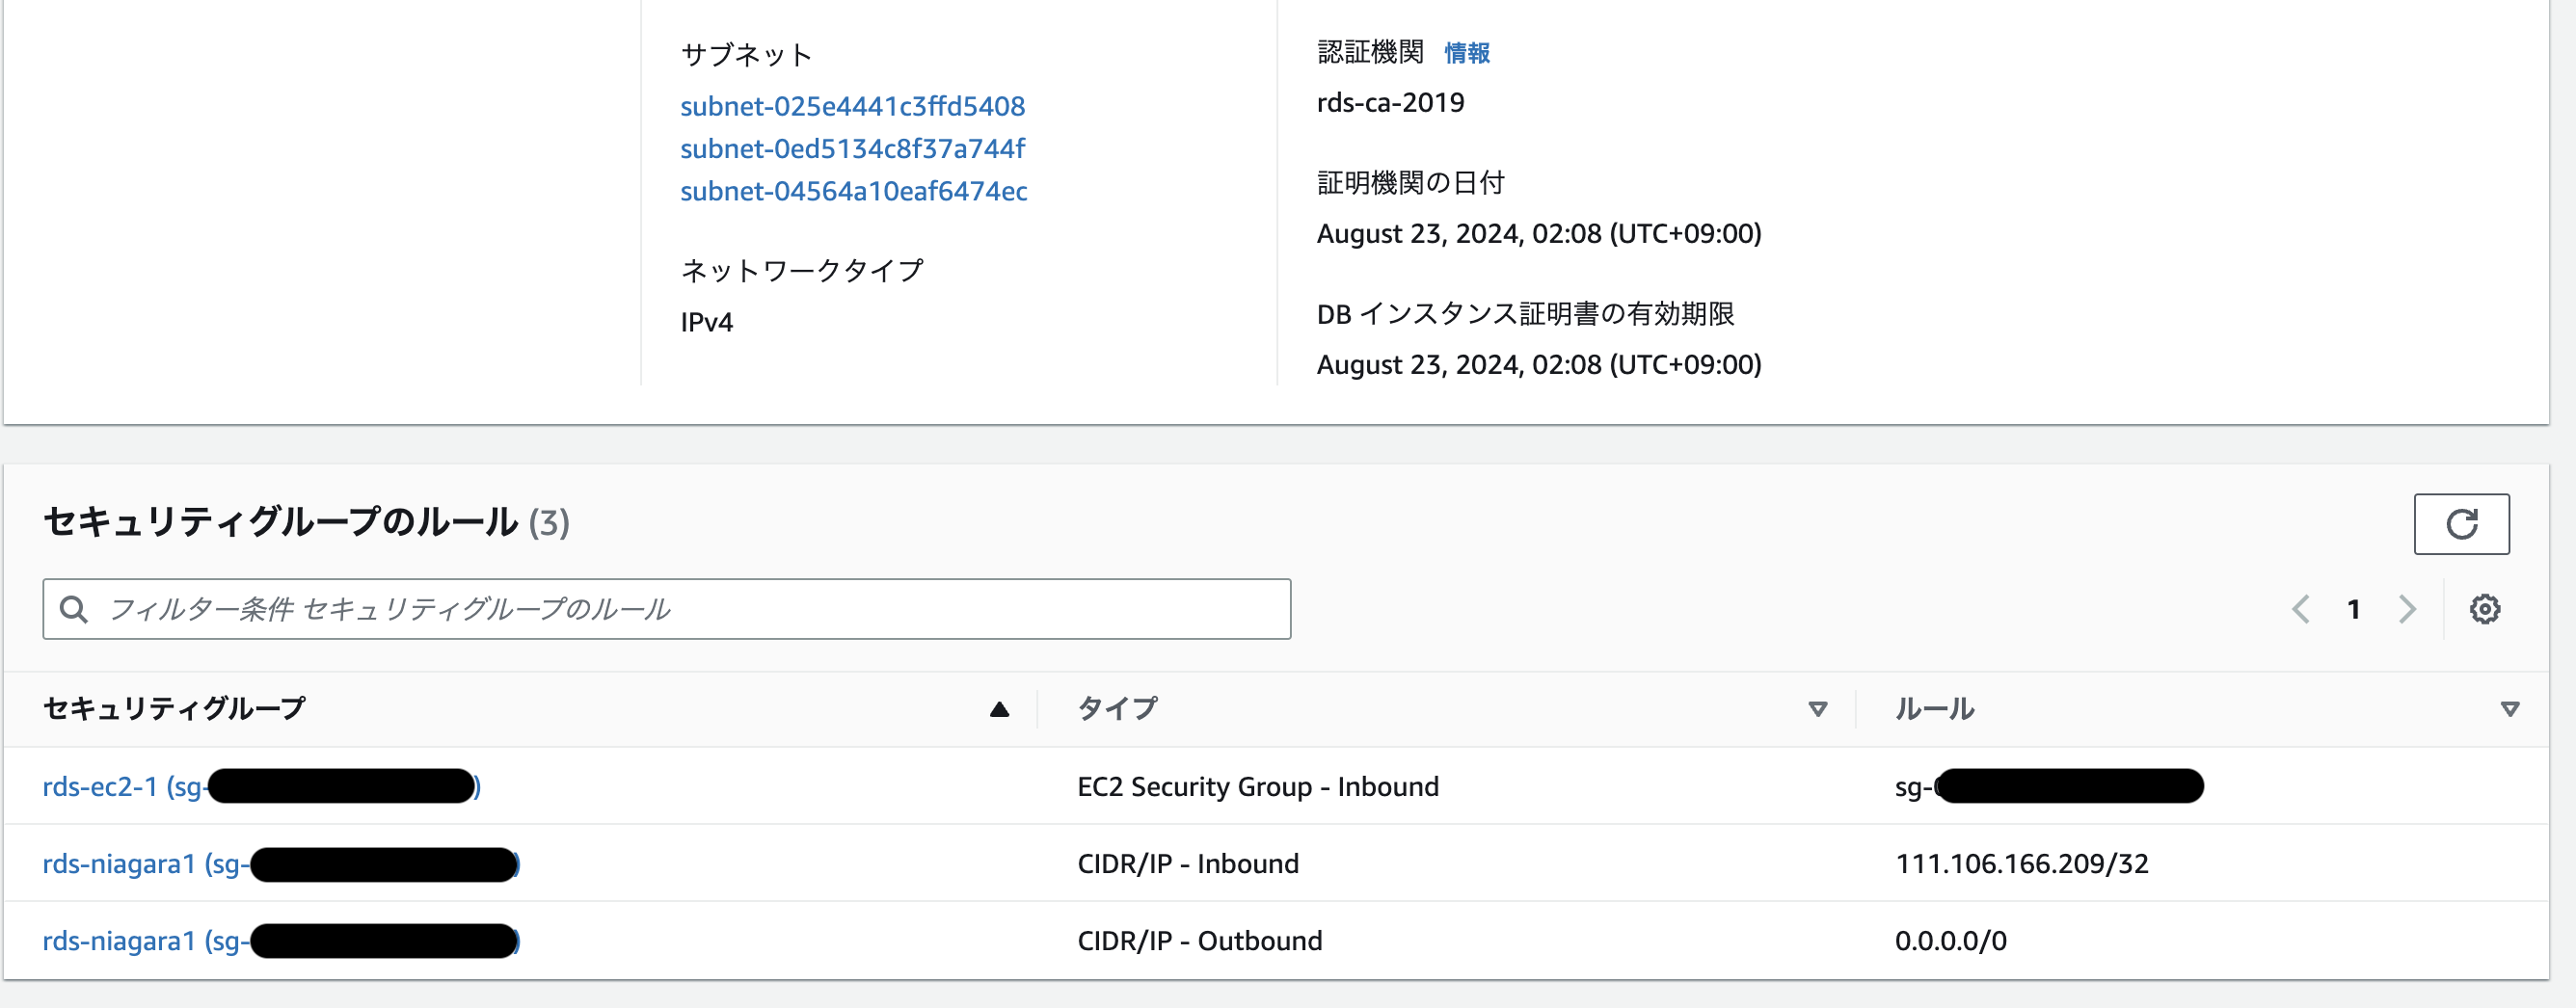 サブネット
subnet-025e4441c3ffd5408
subnet-0ed5134c8f37a744f
subnet-04564a10eaf6474ec
ネットワークタイプ
IPv4
認証機関 情報
rds-ca-2019
証明機関の日付
August 23, 2024, 02:08 (UTC+09:00)
DB インスタンス証明書の有効期限
August 23, 2024, 02:08 (UTC+09:00)
セキュリティグループのルール (3)
フィルター条件 セキュリティグループのルール
1
セキュリティグループ タイプ ルール
rds-ec2-1 (sg- ) EC2 Security Group - Inbound sg-
rds-niagara1 (sg- ) CIDR/IP - Inbound 111.106.166.209/32
rds-niagara1 (sg- ) CIDR/IP - Outbound 0.0.0.0/0